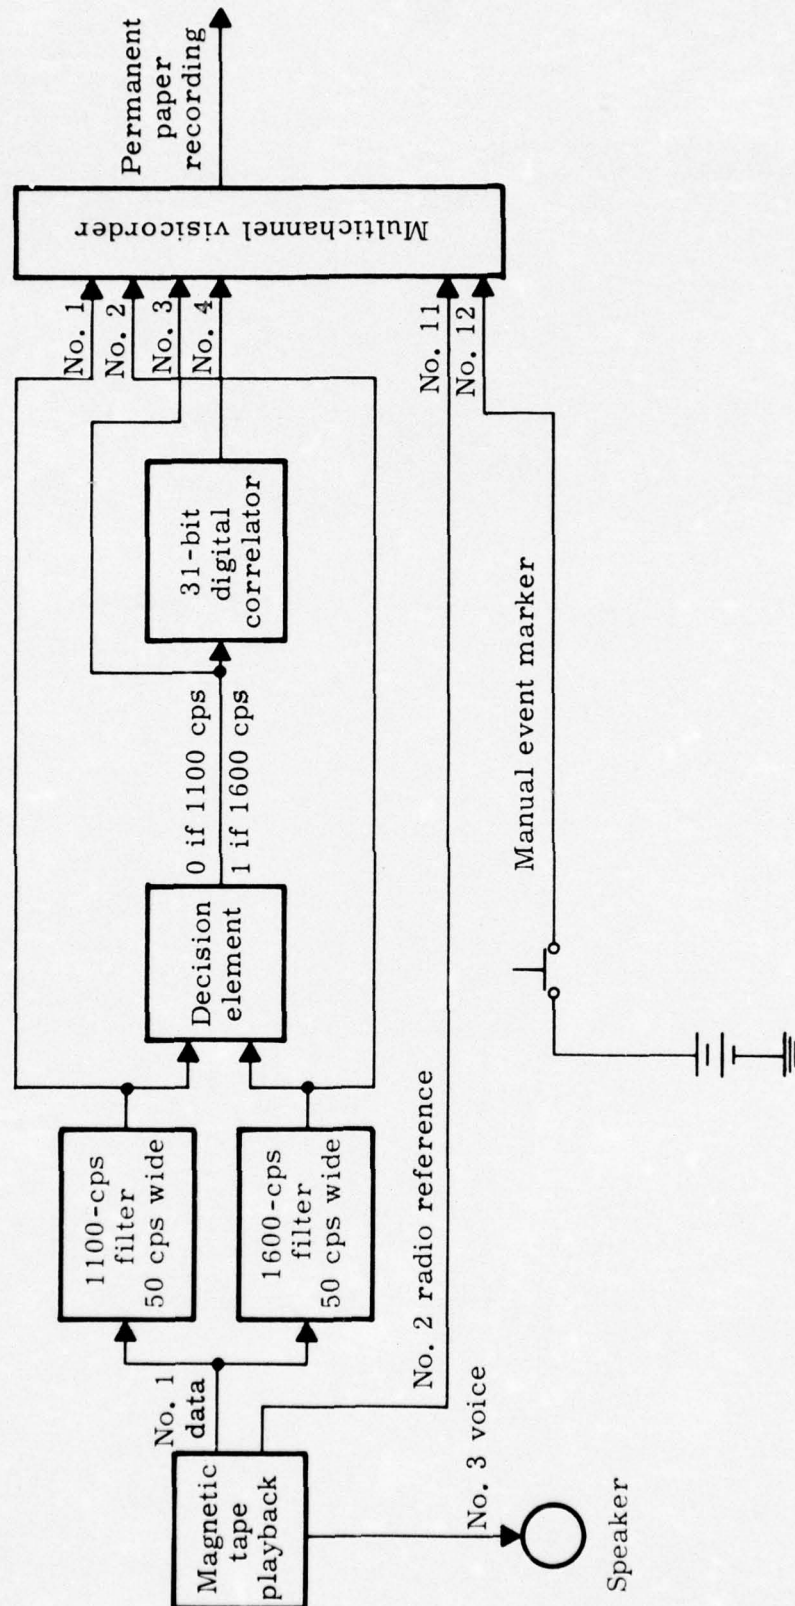 Magnetic
tape
playback
No. 1
data
No. 2 radio reference
No. 3 voice
Speaker
1100-cps
filter
50 cps wide
1600-cps
filter
50 cps wide
Decision
element
0 if 1100 cps
1 if 1600 cps
31-bit
digital
correlator
Manual event marker
No. 1
No. 2
No. 3
No. 4
No. 11
No. 12
Multichannel visicorder
Permanent
paper
recording